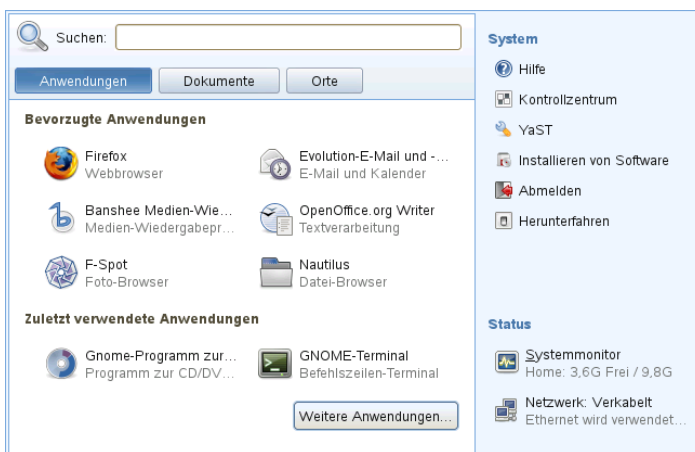 Suchen:
Anwendungen
Dokumente
Orte
Bevorzugte Anwendungen
Firefox
Webbrowser
Evolution-E-Mail und -...
E-Mail und Kalender
Banshee Medien-Wie...
Medien-Wiedergabepr...
OpenOffice.org Writer
Textverarbeitung
F-Spot
Foto-Browser
Nautilus
Datei-Browser
Zuletzt verwendete Anwendungen
Gnome-Programm zur...
Programm zur CD/DV...
GNOME-Terminal
Befehlszeilen-Terminal
Weitere Anwendungen...
System
Hilfe
Kontrollzentrum
YaST
Installieren von Software
Abmelden
Herunterfahren
Status
Systemmonitor
Home: 3,6G Frei / 9,8G
Netzwerk: Verkabelt
Ethernet wird verwendet...